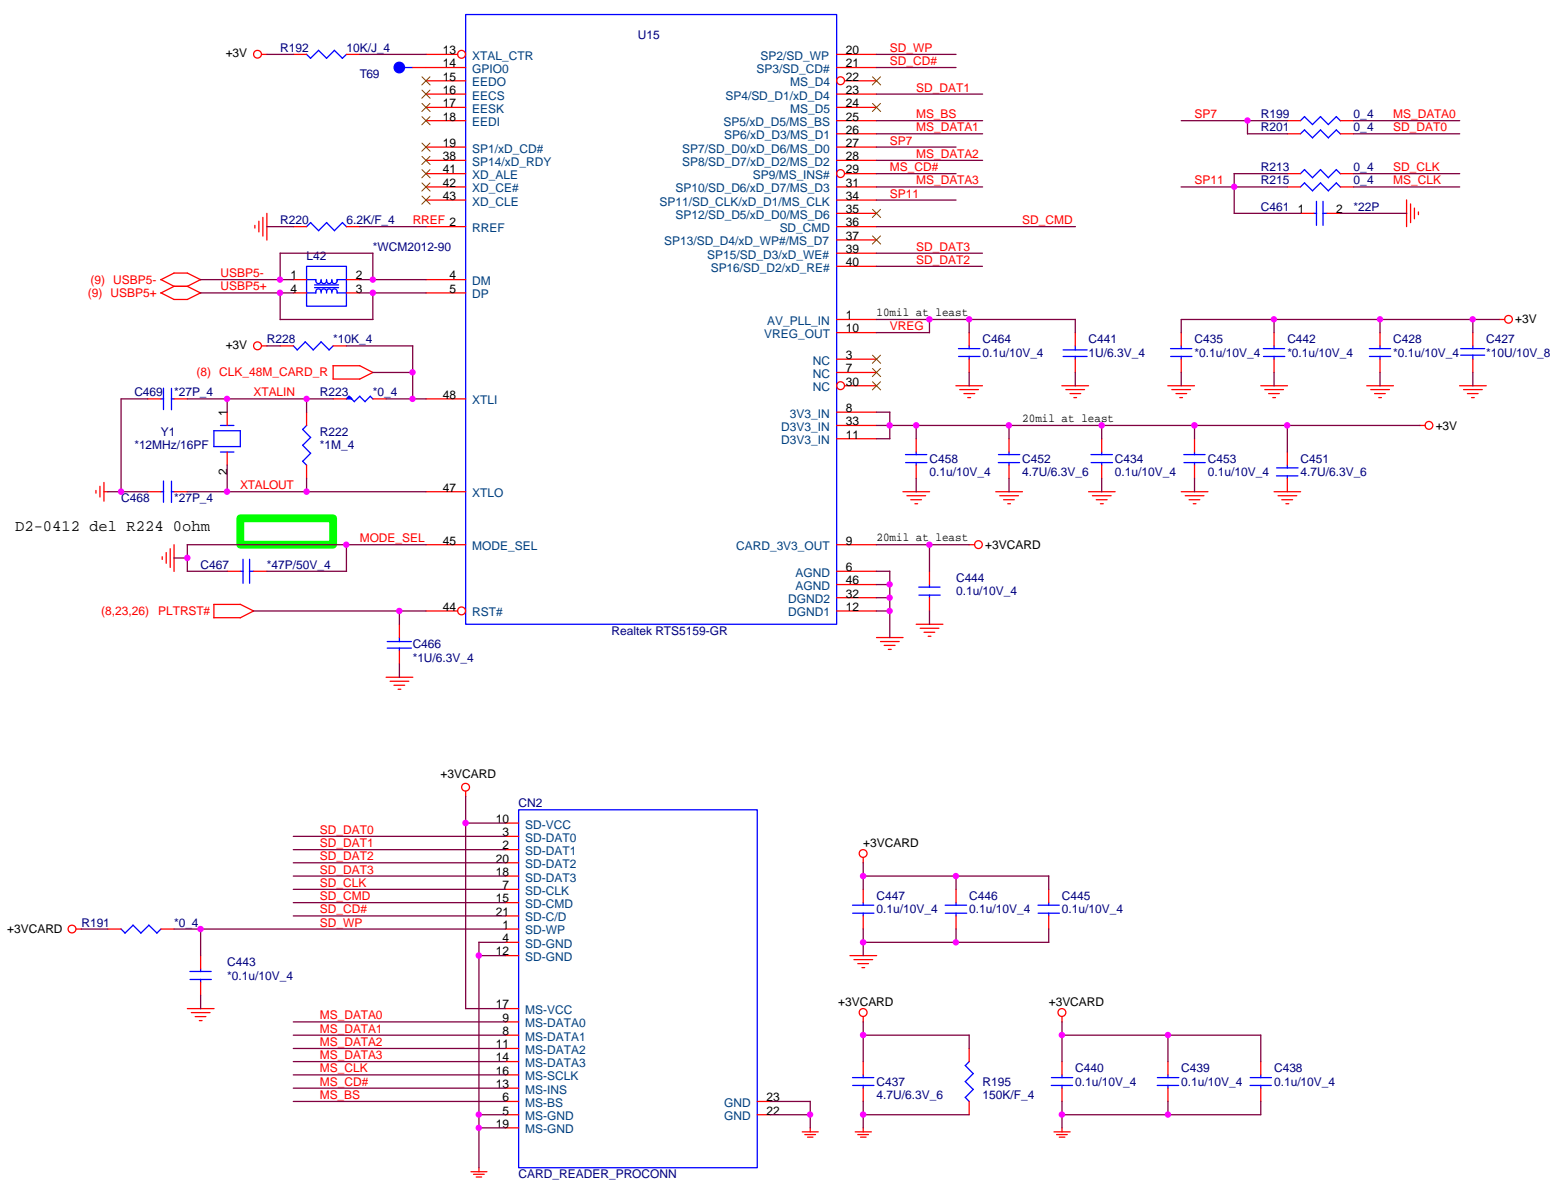 U15
+3V R192 10K/J_4 13 XTAL_CTR
T69 14 GPIO0
15 EEDO
16 EECS
17 EESK
18 EEDI
19 SP1/xD_CD#
38 SP14/xD_RDY
41 XD_ALE
42 XD_CE#
43 XD_CLE
R220 6.2K/F_4 RREF 2 RREF
*WCM2012-90
L42
(9) USBP5- USBP5- 1 2 4 DM
(9) USBP5+ USBP5+ 4 3 5 DP
+3V R228 *10K_4
(8) CLK_48M_CARD_R
C469 *27P_4 XTALIN R223 *0_4 48 XTLI
1
Y1
*12MHz/16PF
R222
*1M_4
2
C468 *27P_4 XTALOUT 47 XTLO
D2-0412 del R224 0ohm
MODE_SEL 45 MODE_SEL
C467 *47P/50V_4
(8,23,26) PLTRST# 44 RST#
C466
*1U/6.3V_4
Realtek RTS5159-GR
SP2/SD_WP 20 SD_WP
SP3/SD_CD# 21 SD_CD#
MS_D4 22
SP4/SD_D1/xD_D4 23 SD_DAT1
MS_D5 24
SP5/xD_D5/MS_BS 25 MS_BS
SP6/xD_D3/MS_D1 26 MS_DATA1
SP7/SD_D0/xD_D6/MS_D0 27 SP7
SP8/SD_D7/xD_D2/MS_D2 28 MS_DATA2
SP9/MS_INS# 29 MS_CD#
SP10/SD_D6/xD_D7/MS_D3 31 MS_DATA3
SP11/SD_CLK/xD_D1/MS_CLK 34 SP11
SP12/SD_D5/xD_D0/MS_D6 35
SD_CMD 36 SD_CMD
SP13/SD_D4/xD_WP#/MS_D7 37
SP15/SD_D3/xD_WE# 39 SD_DAT3
SP16/SD_D2/xD_RE# 40 SD_DAT2
AV_PLL_IN 1 10mil at least
VREG_OUT 10 VREG
NC 3
NC 7
NC 30
3V3_IN 8
D3V3_IN 33 20mil at least +3V
D3V3_IN 11
CARD_3V3_OUT 9 20mil at least +3VCARD
AGND 6
AGND 46
DGND2 32
DGND1 12
C464
0.1u/10V_4
C441
1U/6.3V_4
C458
0.1u/10V_4
C452
4.7U/6.3V_6
C434
0.1u/10V_4
C453
0.1u/10V_4
C451
4.7U/6.3V_6
C444
0.1u/10V_4
SP7 R199 0_4 MS_DATA0
R201 0_4 SD_DAT0
R213 0_4 SD_CLK
SP11 R215 0_4 MS_CLK
C461 1 2 *22P
+3V
C435
*0.1u/10V_4
C442
*0.1u/10V_4
C428
*0.1u/10V_4
C427
*10U/10V_8
+3VCARD
CN2
10 SD-VCC
SD_DAT0 3 SD-DAT0
SD_DAT1 2 SD-DAT1
SD_DAT2 20 SD-DAT2
SD_DAT3 18 SD-DAT3
SD_CLK 7 SD-CLK
SD_CMD 15 SD-CMD
SD_CD# 21 SD-C/D
+3VCARD R191 *0_4 SD_WP 1 SD-WP
4 SD-GND
12 SD-GND
C443
*0.1u/10V_4
17 MS-VCC
MS_DATA0 9 MS-DATA0
MS_DATA1 8 MS-DATA1
MS_DATA2 11 MS-DATA2
MS_DATA3 14 MS-DATA3
MS_CLK 16 MS-SCLK
MS_CD# 13 MS-INS
MS_BS 6 MS-BS
5 MS-GND
19 MS-GND
GND 23
GND 22
CARD_READER_PROCONN
+3VCARD
C447
0.1u/10V_4
C446
0.1u/10V_4
C445
0.1u/10V_4
+3VCARD
C437
4.7U/6.3V_6
R195
150K/F_4
+3VCARD
C440
0.1u/10V_4
C439
0.1u/10V_4
C438
0.1u/10V_4